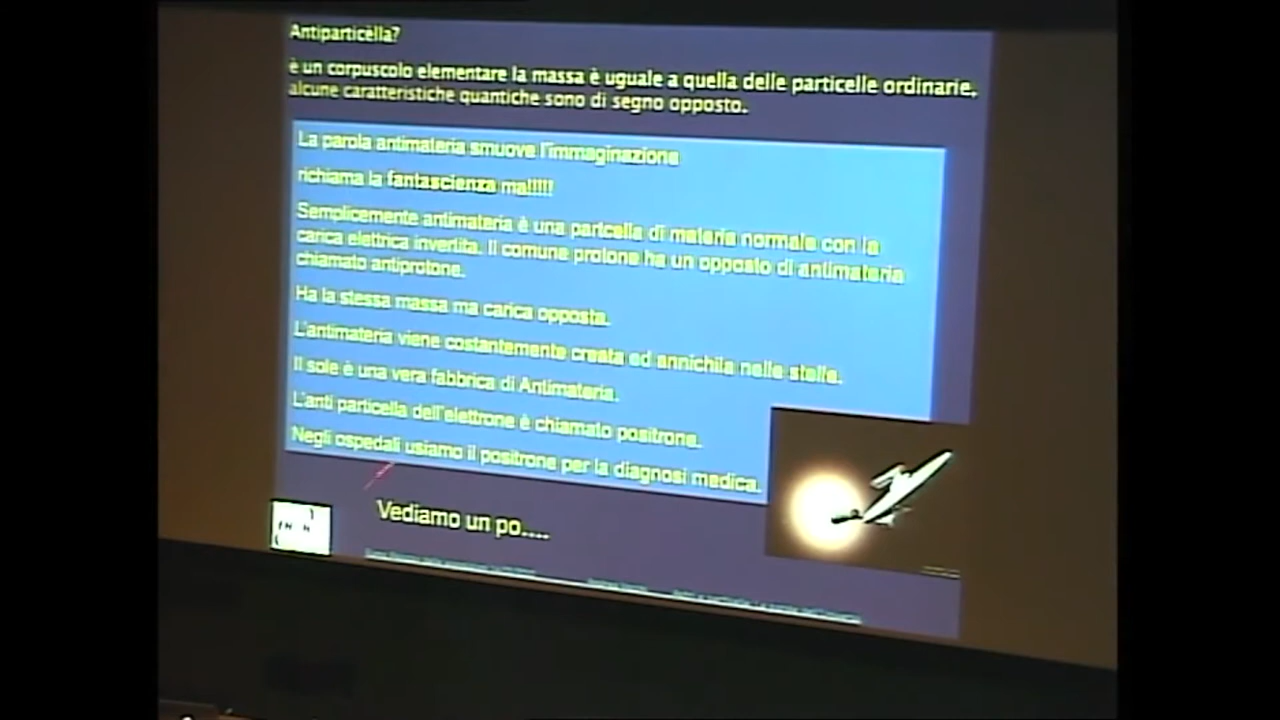 Antiparticèlla?
è un corpuscolo elementare la massa è uguale a quella delle particelle ordinarie,
alcune caratteristiche quantiche sono di segno opposto.
La parola antimateria smuove l'immaginazione
richiama la fantascienza ma!!!!!
Semplicemente antimateria è una particella di materia normale con la
carica elettrica invertita. Il comune protone ha un opposto di antimateria
chiamato antiprotone.
Ha la stessa massa ma carica opposta.
L'antimateria viene costantemente creata ed annichila nelle stelle.
Il sole è una vera fabbrica di Antimateria.
L'anti particella dell'elettrone è chiamato positrone.
Negli ospedali usiamo il positrone per la diagnosi medica.
Vediamo un po....